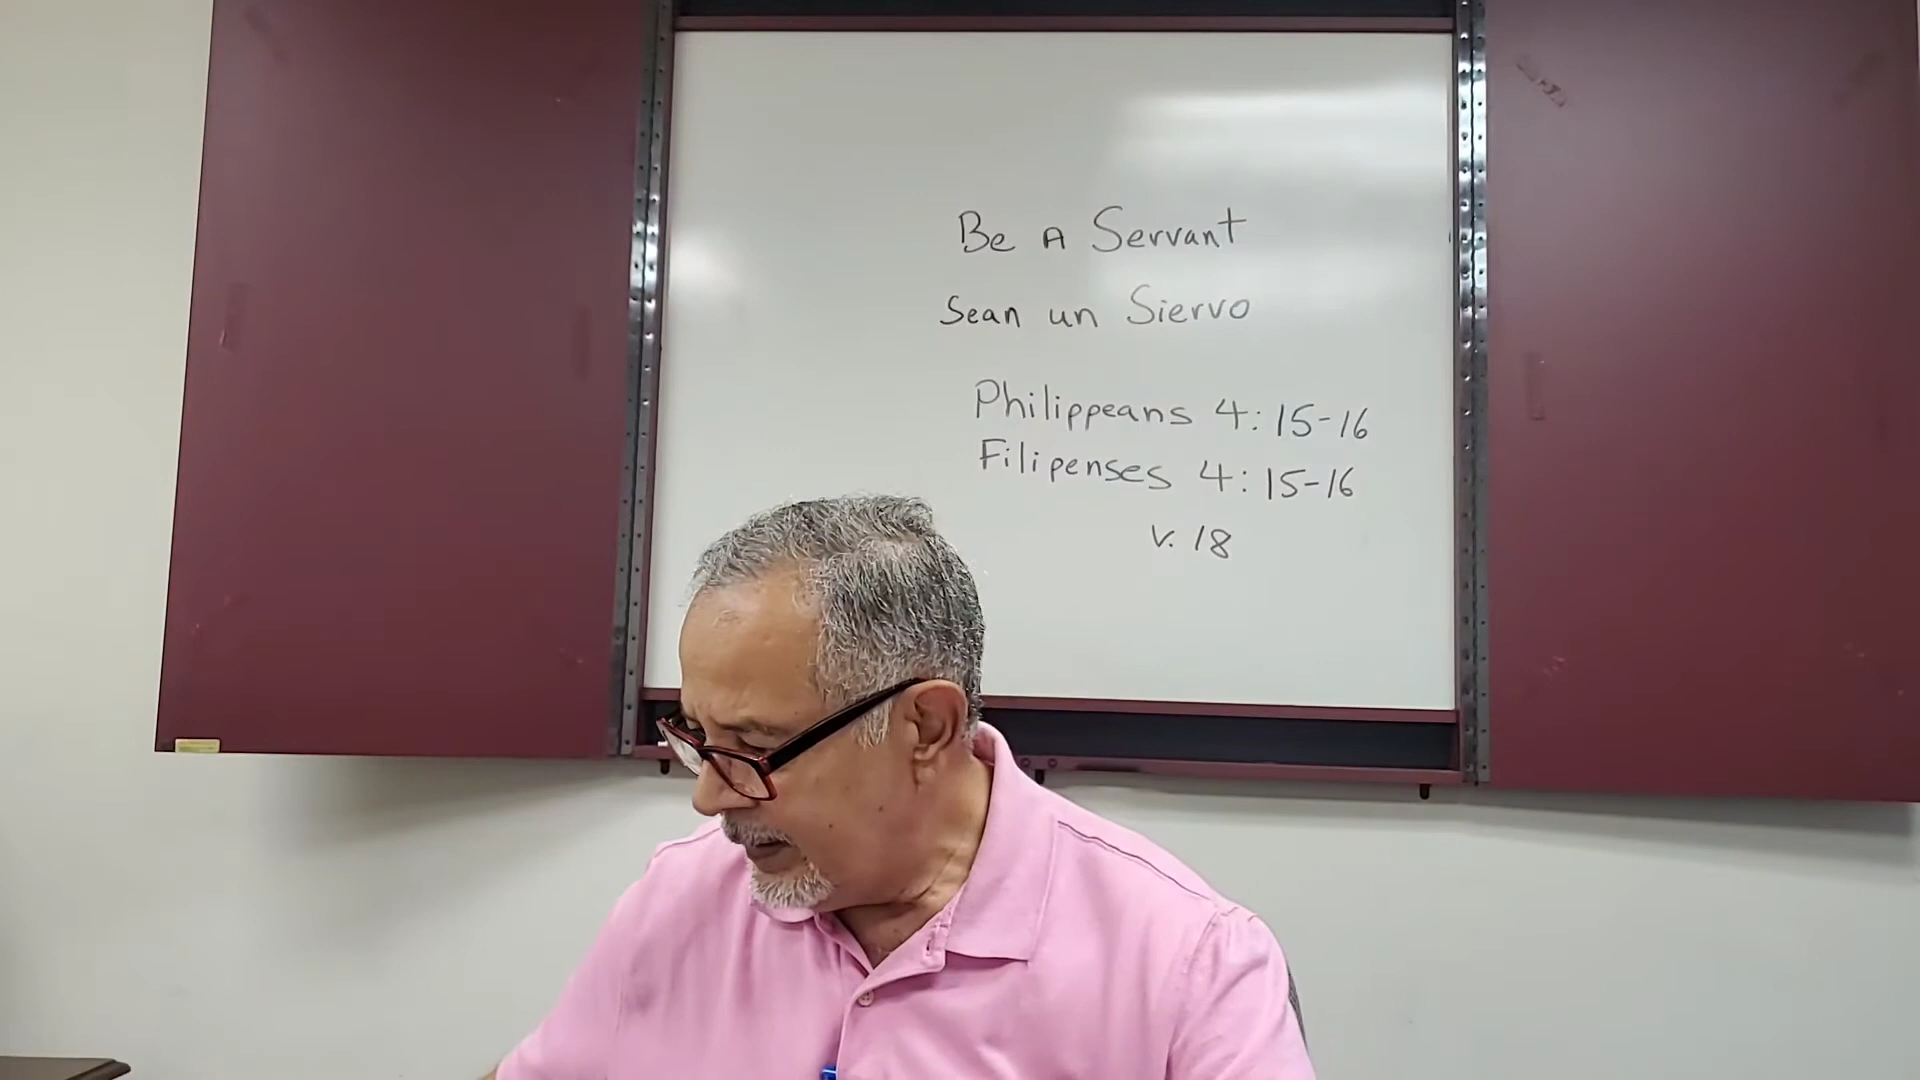 Be A Servant
Sean un Siervo
Philippeans 4:15-16
Filipenses 4:15-16
v. 18